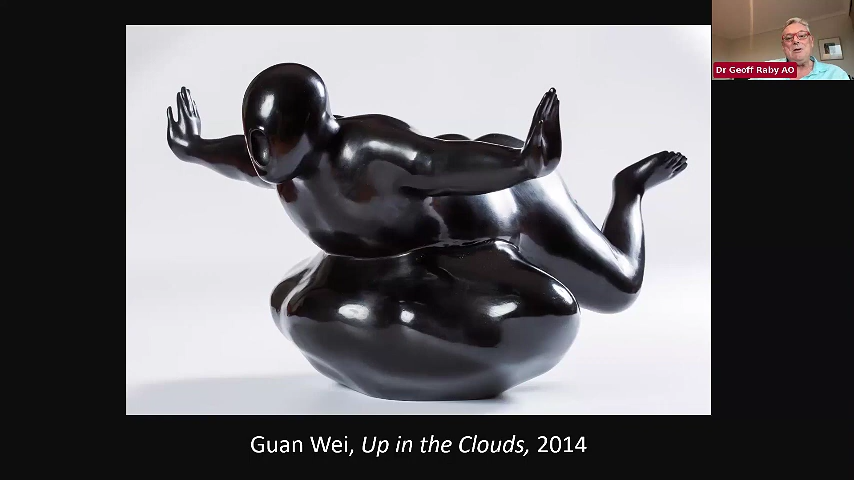 Dr Geoff Raby AO
Guan Wei, Up in the Clouds, 2014